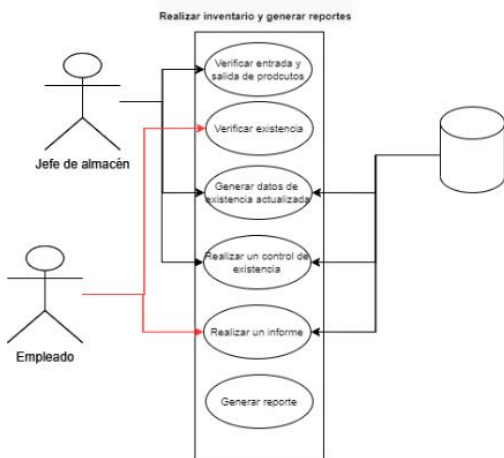 Realizar inventario y generar reportes
Verificar entrada y
salida de prodcutos
Verificar existencia
Jefe de almacén
Generar datos de
existencia actualizada
Realizar un control de
existencia
Realizar un informe
Empleado
Generar reporte